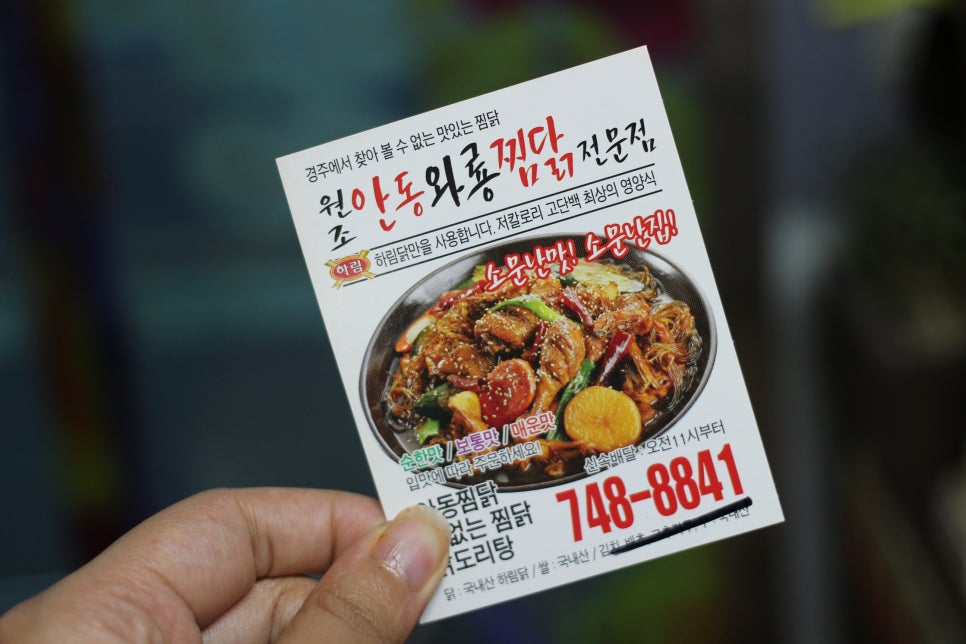 경주에서 찾아 볼 수 없는 맛있는 찜닭
원조 안동와룡찜닭 전문점
하림 하림닭만을 사용합니다. 저칼로리 고단백 최상의 영양식
소문난맛! 소문난집!
순한맛 / 보통맛 / 매운맛
입맛에 따라 주문하세요!
신속배달 : 오전11시부터
748-8841
안동찜닭
없는 찜닭
도리탕
닭 : 국내산 하림닭 / 쌀 : 국내산 / 김치 배추
국내산